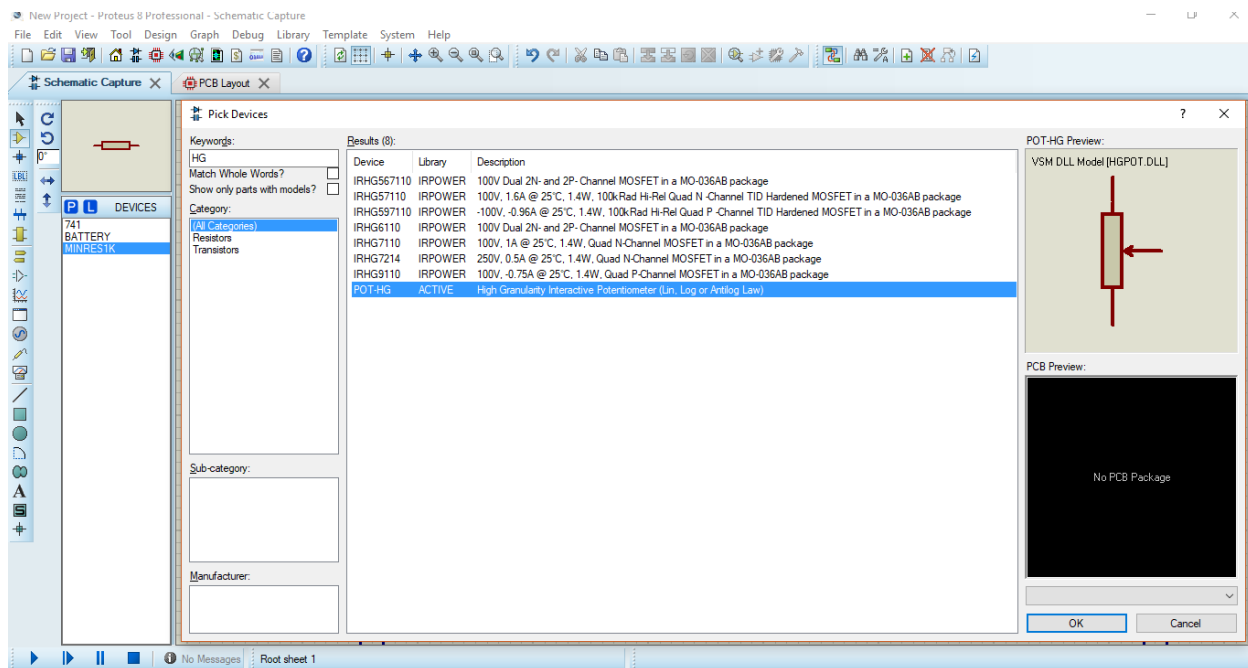 New Project - Proteus 8 Professional - Schematic Capture
File Edit View Tool Design Graph Debug Library Template System Help
Schematic Capture
PCB Layout
0°
LBL
P L DEVICES
741
BATTERY
MINRES1K
A
S
Pick Devices
?
Keywords:
HG
Match Whole Words?
Show only parts with models?
Category:
(All Categories)
Resistors
Transistors
Sub-category:
Manufacturer:
Results (8):
Device Library Description
IRHG567110 IRPOWER 100V Dual 2N- and 2P- Channel MOSFET in a MO-036AB package
IRHG57110 IRPOWER 100V, 1.6A @ 25°C, 1.4W, 100kRad Hi-Rel Quad N -Channel TID Hardened MOSFET in a MO-036AB package
IRHG597110 IRPOWER -100V, -0.96A @ 25°C, 1.4W, 100kRad Hi-Rel Quad P -Channel TID Hardened MOSFET in a MO-036AB package
IRHG6110 IRPOWER 100V Dual 2N- and 2P- Channel MOSFET in a MO-036AB package
IRHG7110 IRPOWER 100V, 1A @ 25°C, 1.4W, Quad N-Channel MOSFET in a MO-036AB package
IRHG7214 IRPOWER 250V, 0.5A @ 25°C, 1.4W, Quad N-Channel MOSFET in a MO-036AB package
IRHG9110 IRPOWER 100V, -0.75A @ 25°C, 1.4W, Quad P-Channel MOSFET in a MO-036AB package
POT-HG ACTIVE High Granularity Interactive Potentiometer (Lin, Log or Antilog Law)
POT-HG Preview:
VSM DLL Model [HGPOT.DLL]
PCB Preview:
No PCB Package
OK Cancel
No Messages Root sheet 1